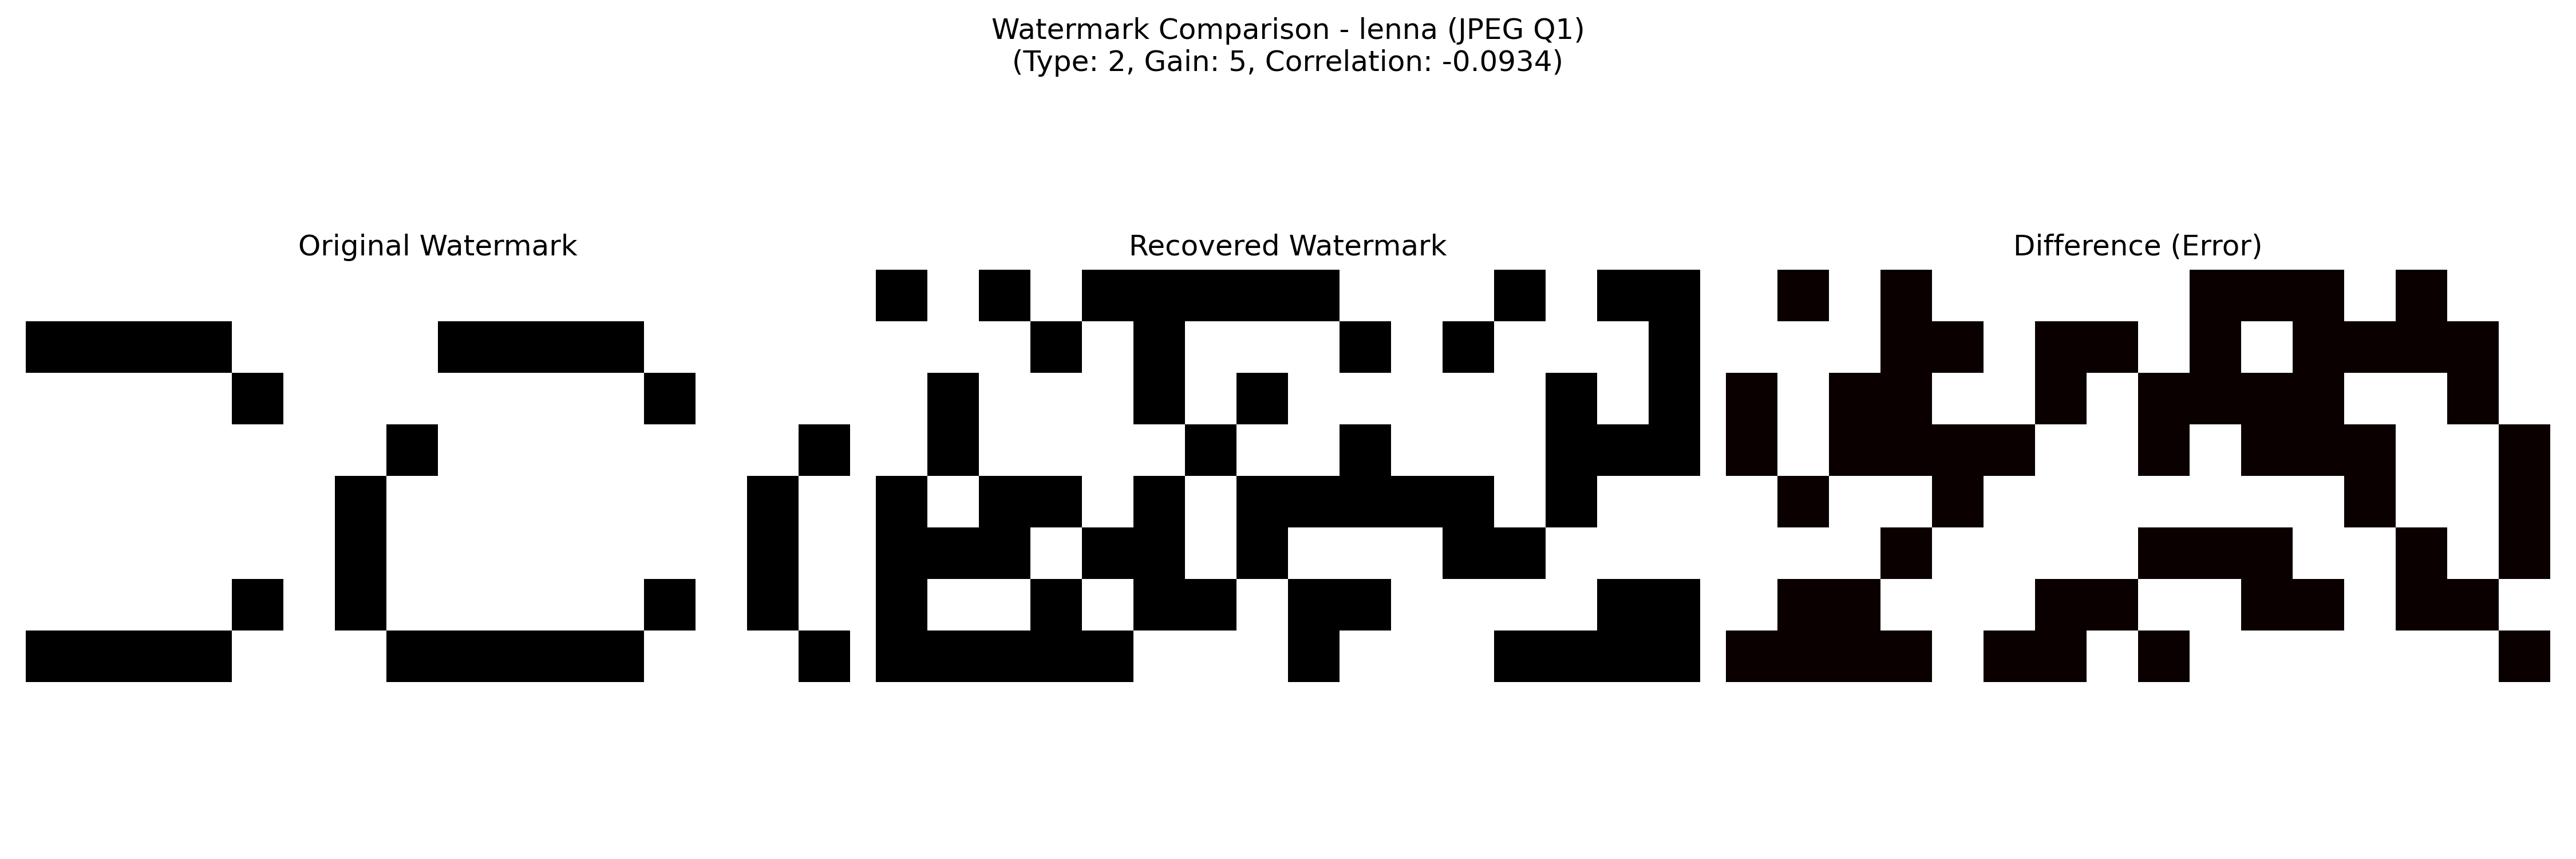 Watermark Comparison - lenna (JPEG Q1)
(Type: 2, Gain: 5, Correlation: -0.0934)
Original Watermark
Recovered Watermark
Difference (Error)